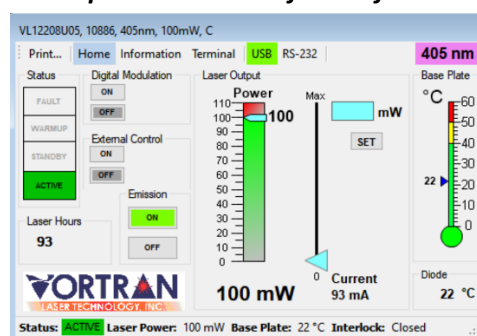 VL12208U05, 10886, 405nm, 100mW, C
Print... Home Information Terminal USB RS-232 405 nm
Status
FAULT
WARMUP
STANDBY
ACTIVE
Laser Hours
93
Digital Modulation
ON
OFF
External Control
ON
OFF
Emission
ON
OFF
Laser Output
Power
110
100
90
80
70
60
50
40
30
20
10
0
100
100 mW
Max
0
mW
SET
Current
93 mA
Base Plate
°C
60
50
40
30
20
10
0
22
Diode
22 °C
VORTRAN
LASER TECHNOLOGY, INC.
Status: ACTIVE Laser Power: 100 mW Base Plate: 22 °C Interlock: Closed